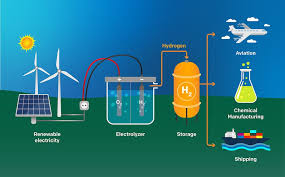 Hydrogen
Aviation
O₂
H₂
H₂
Renewable
electricity
Electrolyzer
Storage
Chemical
Manufacturing
Shipping